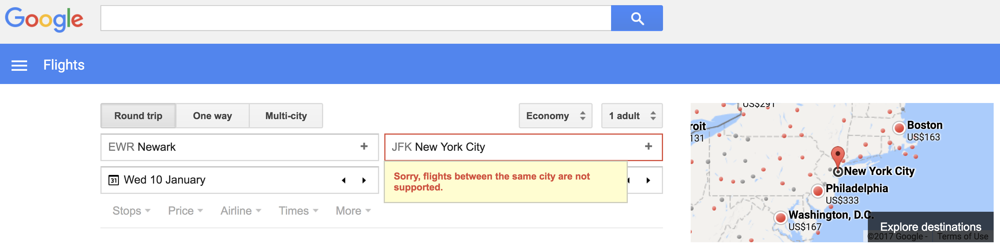 Google
Flights
Round trip
One way
Multi-city
Economy
1 adult
EWR Newark
JFK New York City
31 Wed 10 January
Sorry, flights between the same city are not
supported.
Stops
Price
Airline
Times
More
US$291
roit
131
Boston
US$163
New York City
Philadelphia
US$333
Washington, D.C.
US$167
Explore destinations
©2017 Google - Terms of Use